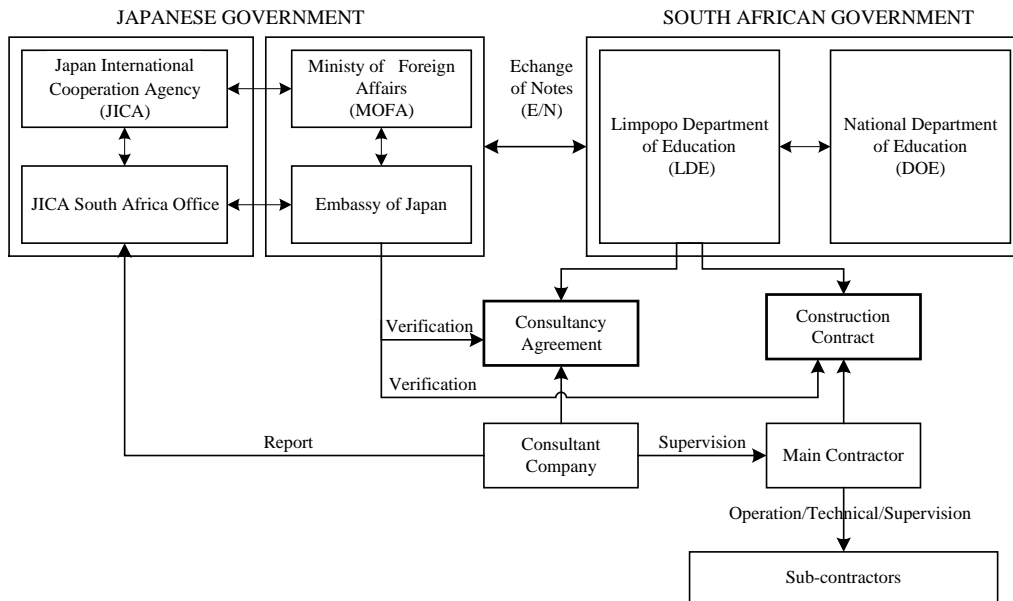 JAPANESE GOVERNMENT
SOUTH AFRICAN GOVERNMENT
Japan International
Cooperation Agency
(JICA)
Ministy of Foreign
Affairs
(MOFA)
Echange
of Notes
(E/N)
Limpopo Department
of Education
(LDE)
National Department
of Education
(DOE)
JICA South Africa Office
Embassy of Japan
Verification
Consultancy
Agreement
Construction
Contract
Verification
Report
Consultant
Company
Supervision
Main Contractor
Operation/Technical/Supervision
Sub-contractors